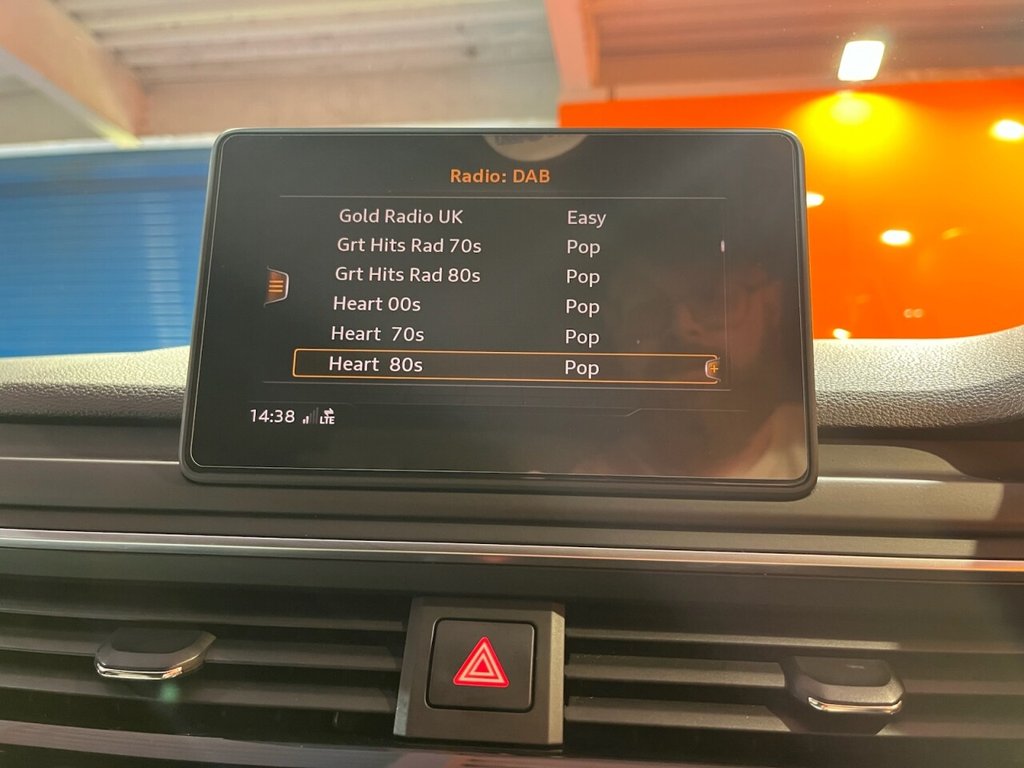 Radio: DAB
Gold Radio UK Easy
Grt Hits Rad 70s Pop
Grt Hits Rad 80s Pop
Heart 00s Pop
Heart 70s Pop
Heart 80s Pop
14:38 LTE